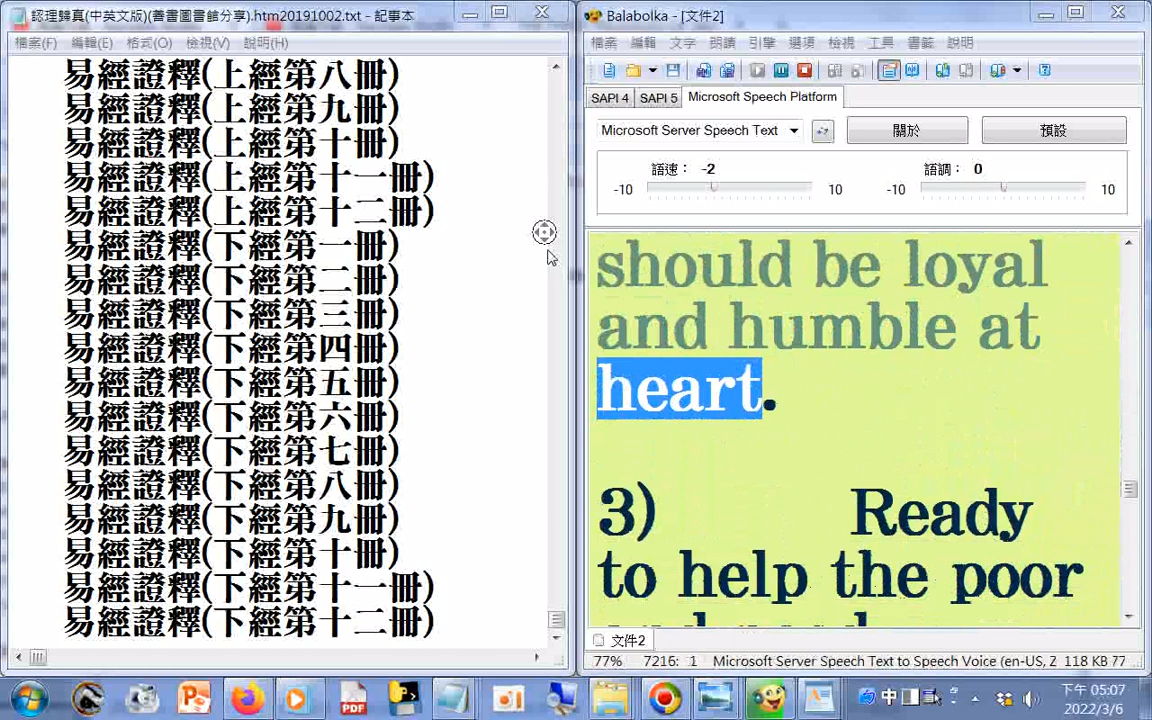 認理歸真(中英文版)(善書圖書館分享).htm20191002.txt - 記事本
檔案(F) 編輯(E) 格式(O) 檢視(V) 說明(H)
易經證釋(上經第八冊)
易經證釋(上經第九冊)
易經證釋(上經第十冊)
易經證釋(上經第十一冊)
易經證釋(上經第十二冊)
易經證釋(下經第一冊)
易經證釋(下經第二冊)
易經證釋(下經第三冊)
易經證釋(下經第四冊)
易經證釋(下經第五冊)
易經證釋(下經第六冊)
易經證釋(下經第七冊)
易經證釋(下經第八冊)
易經證釋(下經第九冊)
易經證釋(下經第十冊)
易經證釋(下經第十一冊)
易經證釋(下經第十二冊)
Balabolka - [文件2]
檔案 編輯 文字 朗讀 引擎 選項 檢視 工具 書籤 說明
SAPI 4 SAPI 5 Microsoft Speech Platform
Microsoft Server Speech Text 關於 預設
語速： -2 語調： 0
-10 10 -10 10
should be loyal
and humble at
heart.
3) Ready
to help the poor
文件2
77% 7216: 1 Microsoft Server Speech Text to Speech Voice (en-US, Z 118 KB 77
中 下午 05:07
2022/3/6